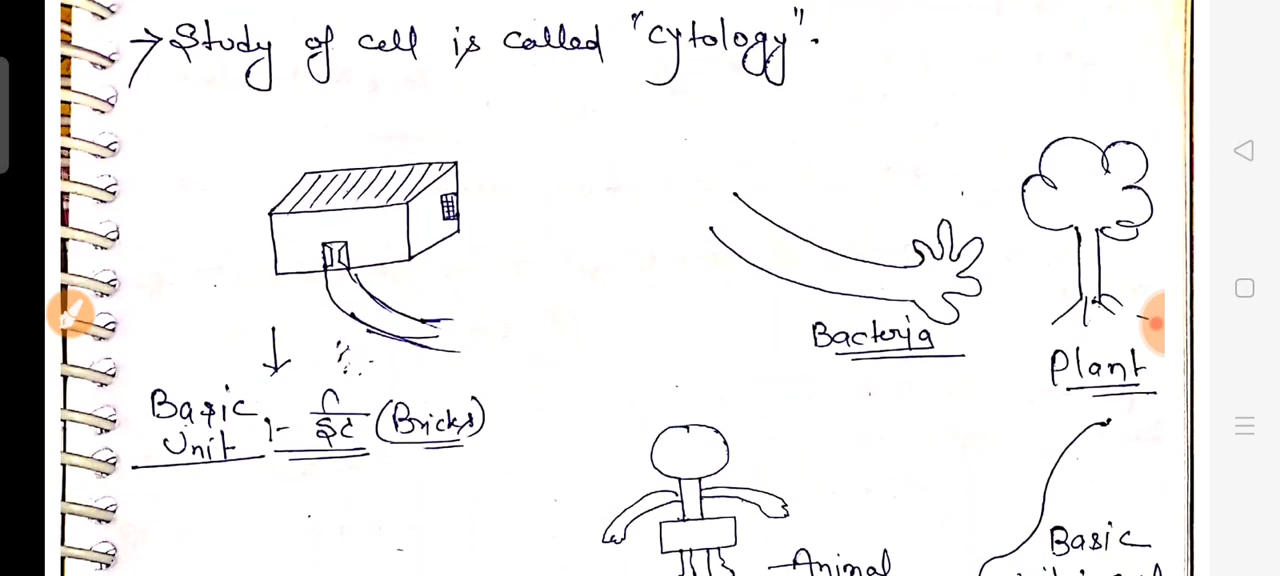 → Study of cell is called "cytology".
Bacteria
Plant
Basic
Unit :- ईंट (Bricks)
Animal
Basic